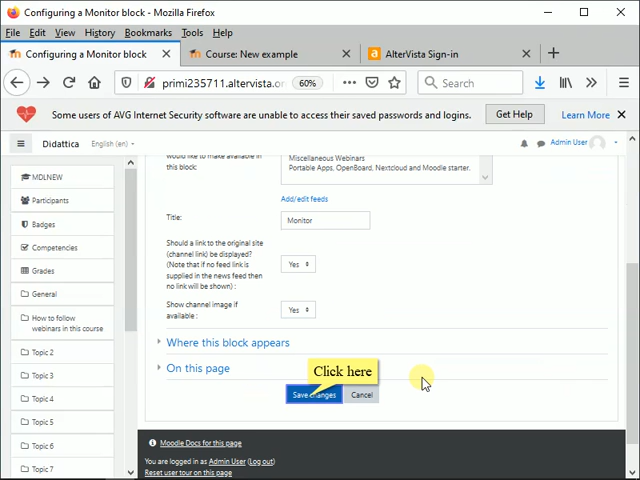 Configuring a Monitor block - Mozilla Firefox
File Edit View History Bookmarks Tools Help
Configuring a Monitor block
Course: New example
AlterVista Sign-in
primi235711.altervista.or
60%
Search
Some users of AVG Internet Security software are unable to access their saved passwords and logins.
Get Help
Learn More
Didattica
English (en)
Admin User
MDLNEW
Participants
Badges
Competencies
Grades
General
How to follow
webinars in this course
Topic 2
Topic 3
Topic 4
Topic 5
Topic 6
Topic 7
would like to make available in
this block:
Miscellaneous Webinars
Portable Apps, OpenBoard, Nextcloud and Moodle starter.
Add/edit feeds
Title:
Monitor
Should a link to the original site
(channel link) be displayed?
(Note that if no feed link is
supplied in the news feed then
no link will be shown) :
Yes
Show channel image if
available :
Yes
Where this block appears
On this page
Click here
Save changes
Cancel
Moodle Docs for this page
You are logged in as Admin User (Log out)
Reset user tour on this page